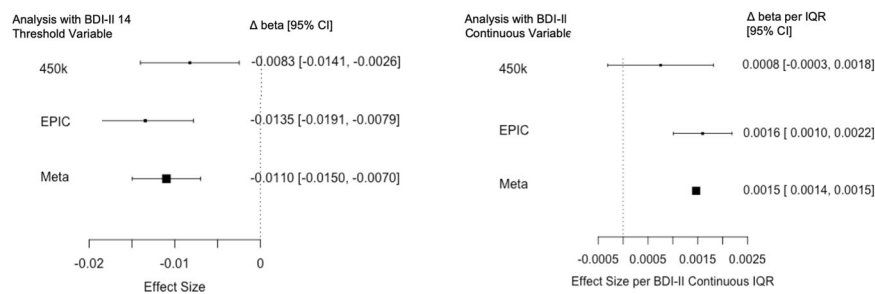 Analysis with BDI-II 14
Threshold Variable
Δ beta [95% CI]
450k
-0.0083 [-0.0141, -0.0026]
EPIC
-0.0135 [-0.0191, -0.0079]
Meta
-0.0110 [-0.0150, -0.0070]
-0.02 -0.01 0
Effect Size
Analysis with BDI-II
Continuous Variable
Δ beta per IQR
[95% CI]
450k
0.0008 [-0.0003, 0.0018]
EPIC
0.0016 [ 0.0010, 0.0022]
Meta
0.0015 [ 0.0014, 0.0015]
-0.0005 0.0005 0.0015 0.0025
Effect Size per BDI-II Continuous IQR